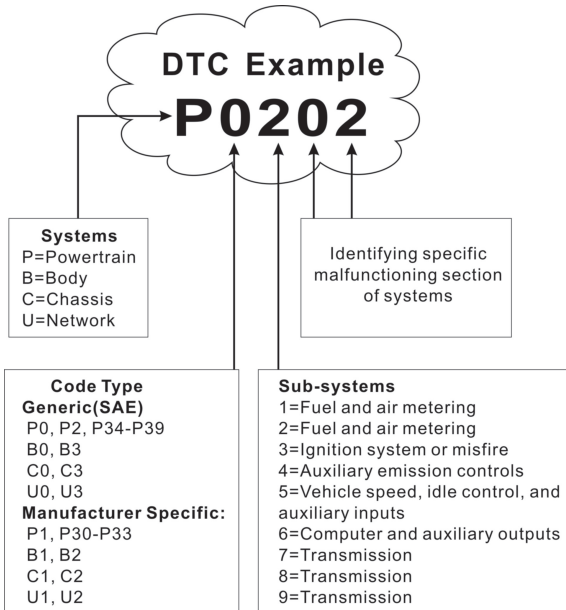 DTC Example
P0202
Systems
P=Powertrain
B=Body
C=Chassis
U=Network
Identifying specific
malfunctioning section
of systems
Code Type
Generic(SAE)
P0, P2, P34-P39
B0, B3
C0, C3
U0, U3
Manufacturer Specific:
P1, P30-P33
B1, B2
C1, C2
U1, U2
Sub-systems
1=Fuel and air metering
2=Fuel and air metering
3=Ignition system or misfire
4=Auxiliary emission controls
5=Vehicle speed, idle control, and
auxiliary inputs
6=Computer and auxiliary outputs
7=Transmission
8=Transmission
9=Transmission